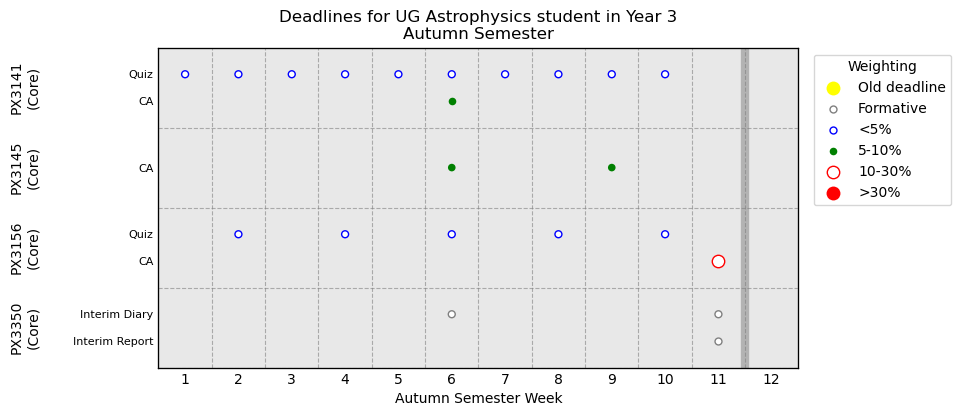 Deadlines for UG Astrophysics student in Year 3
Autumn Semester
PX3141
(Core)
Quiz
CA
PX3145
(Core)
CA
PX3156
(Core)
Quiz
CA
PX3350
(Core)
Interim Diary
Interim Report
1 2 3 4 5 6 7 8 9 10 11 12
Autumn Semester Week
Weighting
Old deadline
Formative
<5%
5-10%
10-30%
>30%